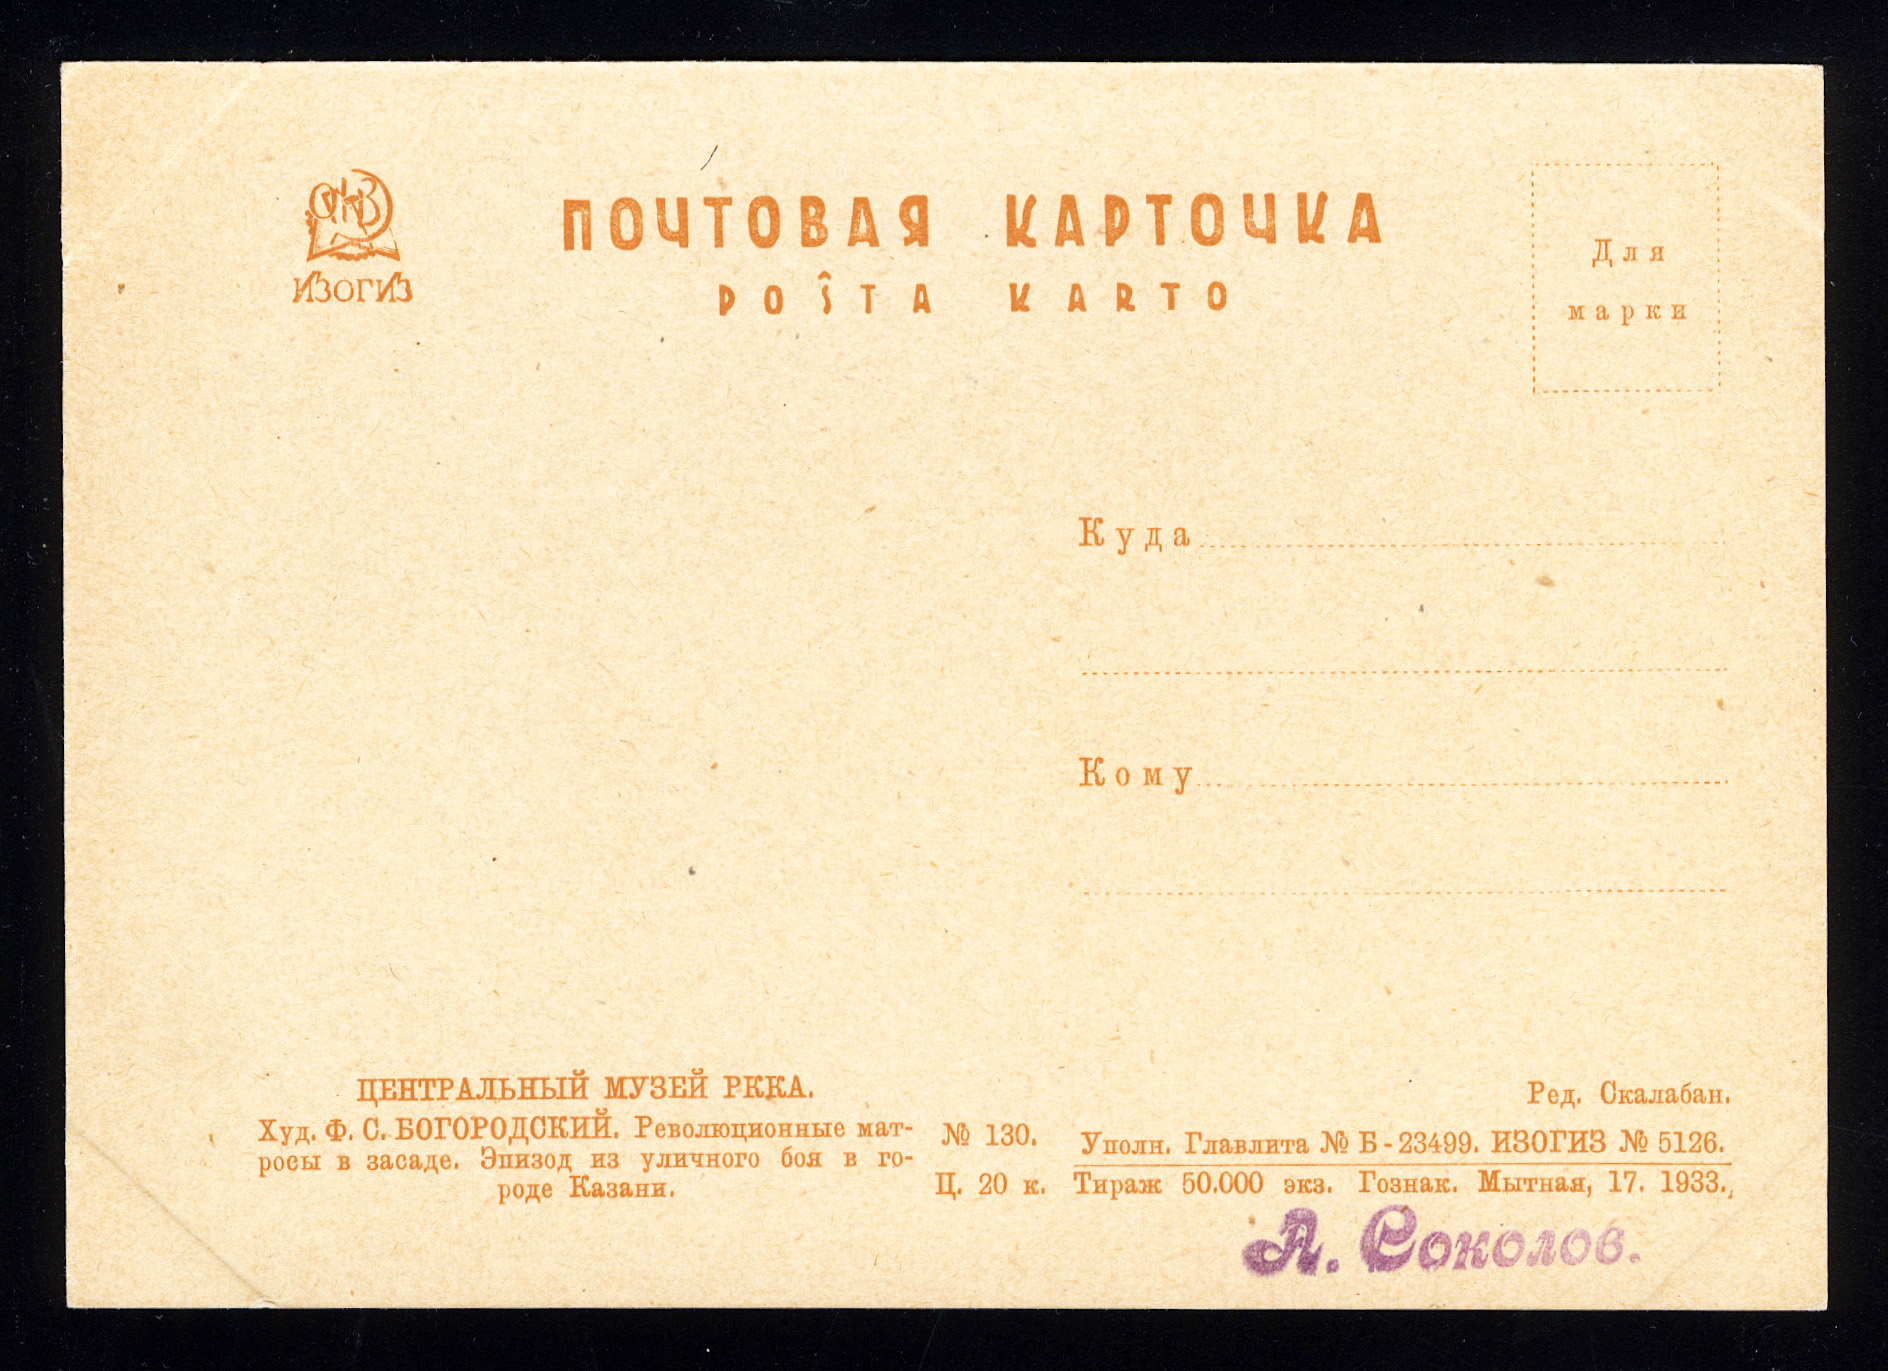 ИЗОГИЗ
ПОЧТОВАЯ КАРТОЧКА
POŜTA KARTO
Для
марки
Куда
Кому
ЦЕНТРАЛЬНЫЙ МУЗЕЙ РККА.
Худ. Ф. С. БОГОРОДСКИЙ. Революционные мат-
росы в засаде. Эпизод из уличного боя в го-
роде Казани.
№ 130.
Ц. 20 к.
Ред. Скалабан.
Уполн. Главлита № Б-23499. ИЗОГИЗ № 5126.
Тираж 50.000 экз. Гознак. Мытная, 17. 1933.
А. Соколов.